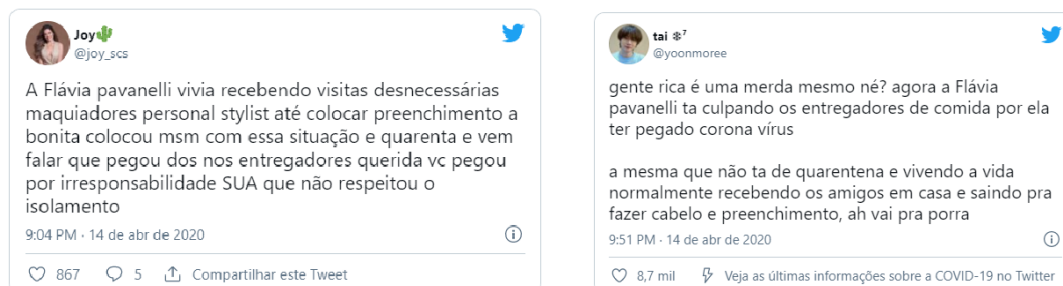 Joy
@joy_scs
A Flávia pavanelli vivia recebendo visitas desnecessárias
maquiadores personal stylist até colocar preenchimento a
bonita colocou msm com essa situação e quarenta e vem
falar que pegou dos nos entregadores querida vc pegou
por irresponsabilidade SUA que não respeitou o
isolamento
9:04 PM · 14 de abr de 2020
867 5 Compartilhar este Tweet
tai ❄⁷
@yoonmoree
gente rica é uma merda mesmo né? agora a Flávia
pavanelli ta culpando os entregadores de comida por ela
ter pegado corona vírus
a mesma que não ta de quarentena e vivendo a vida
normalmente recebendo os amigos em casa e saindo pra
fazer cabelo e preenchimento, ah vai pra porra
9:51 PM · 14 de abr de 2020
8,7 mil Veja as últimas informações sobre a COVID-19 no Twitter